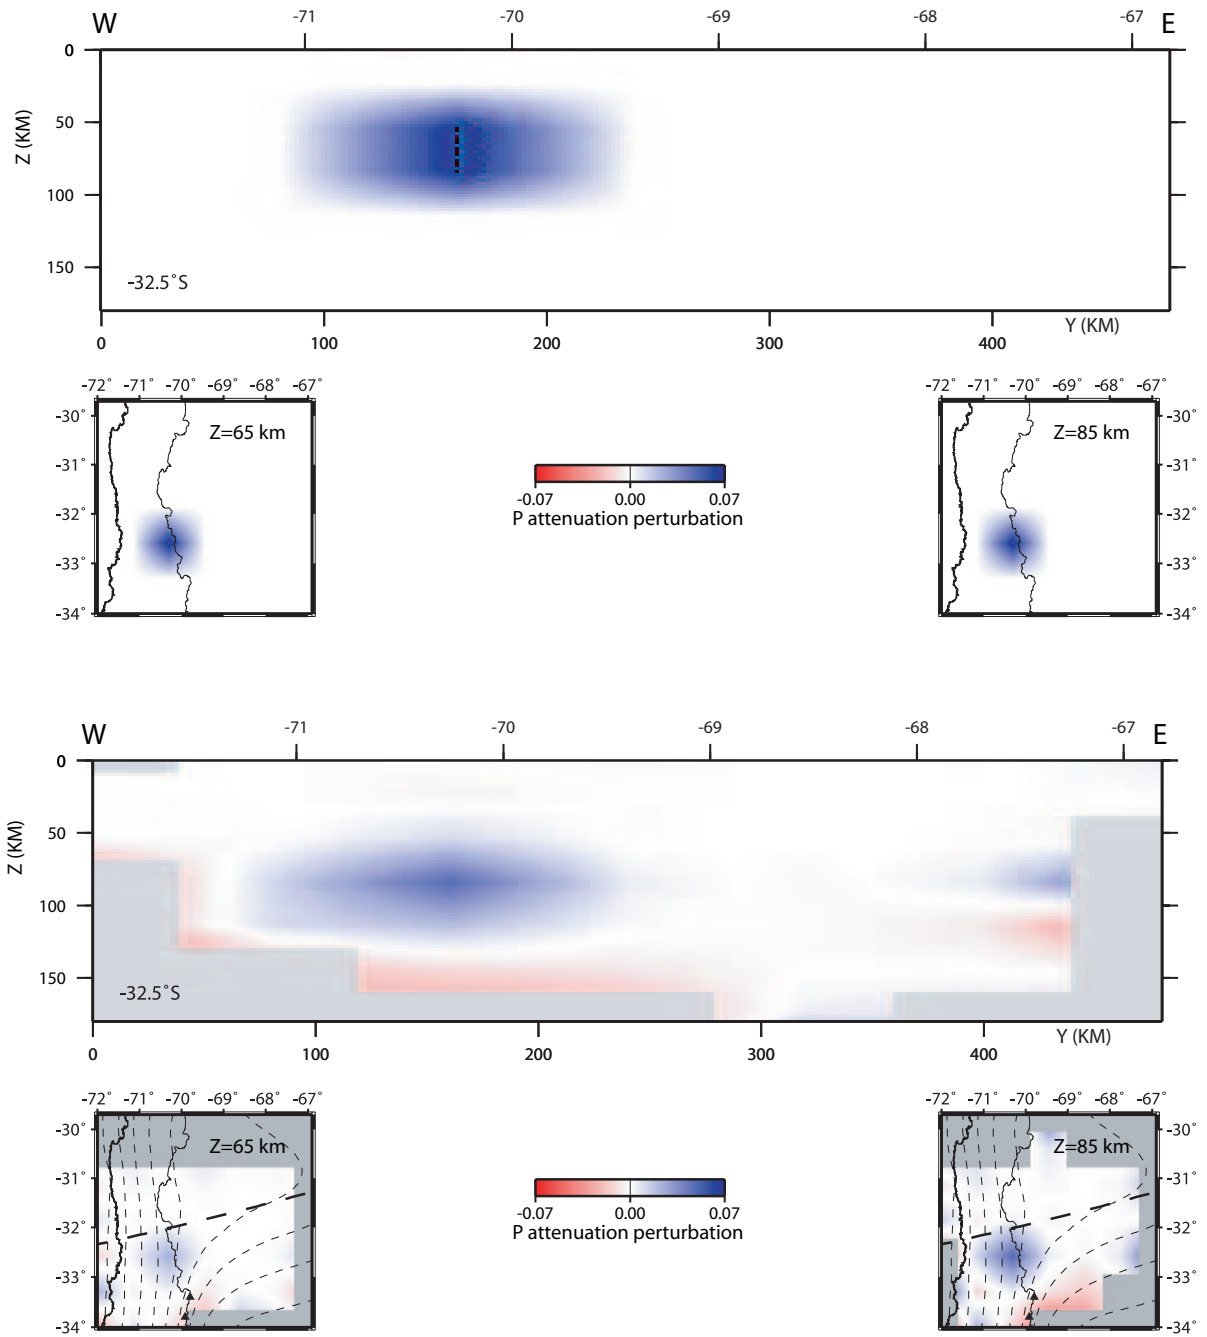 W -71 -70 -69 -68 -67 E
0
50
100
150
Z (KM)
-32.5˚S
Y (KM)
0 100 200 300 400
-72˚ -71˚ -70˚ -68˚ -67˚
-30˚
-31˚
-32˚
-33˚
-34˚
Z=65 km
-0.07 0.00 0.07
P attenuation perturbation
-72˚ -71˚ -70˚ -68˚ -67˚
Z=85 km
-30˚
-31˚
-32˚
-33˚
-34˚
W -71 -70 -69 -68 -67 E
0
50
100
150
Z (KM)
-32.5˚S
Y (KM)
0 100 200 300 400
-72˚ -71˚ -70˚ -68˚ -67˚
-30˚
-31˚
-32˚
-33˚
-34˚
Z=65 km
-0.07 0.00 0.07
P attenuation perturbation
-72˚ -71˚ -70˚ -69˚ -68˚ -67˚
Z=85 km
-30˚
-31˚
-32˚
-33˚
-34˚